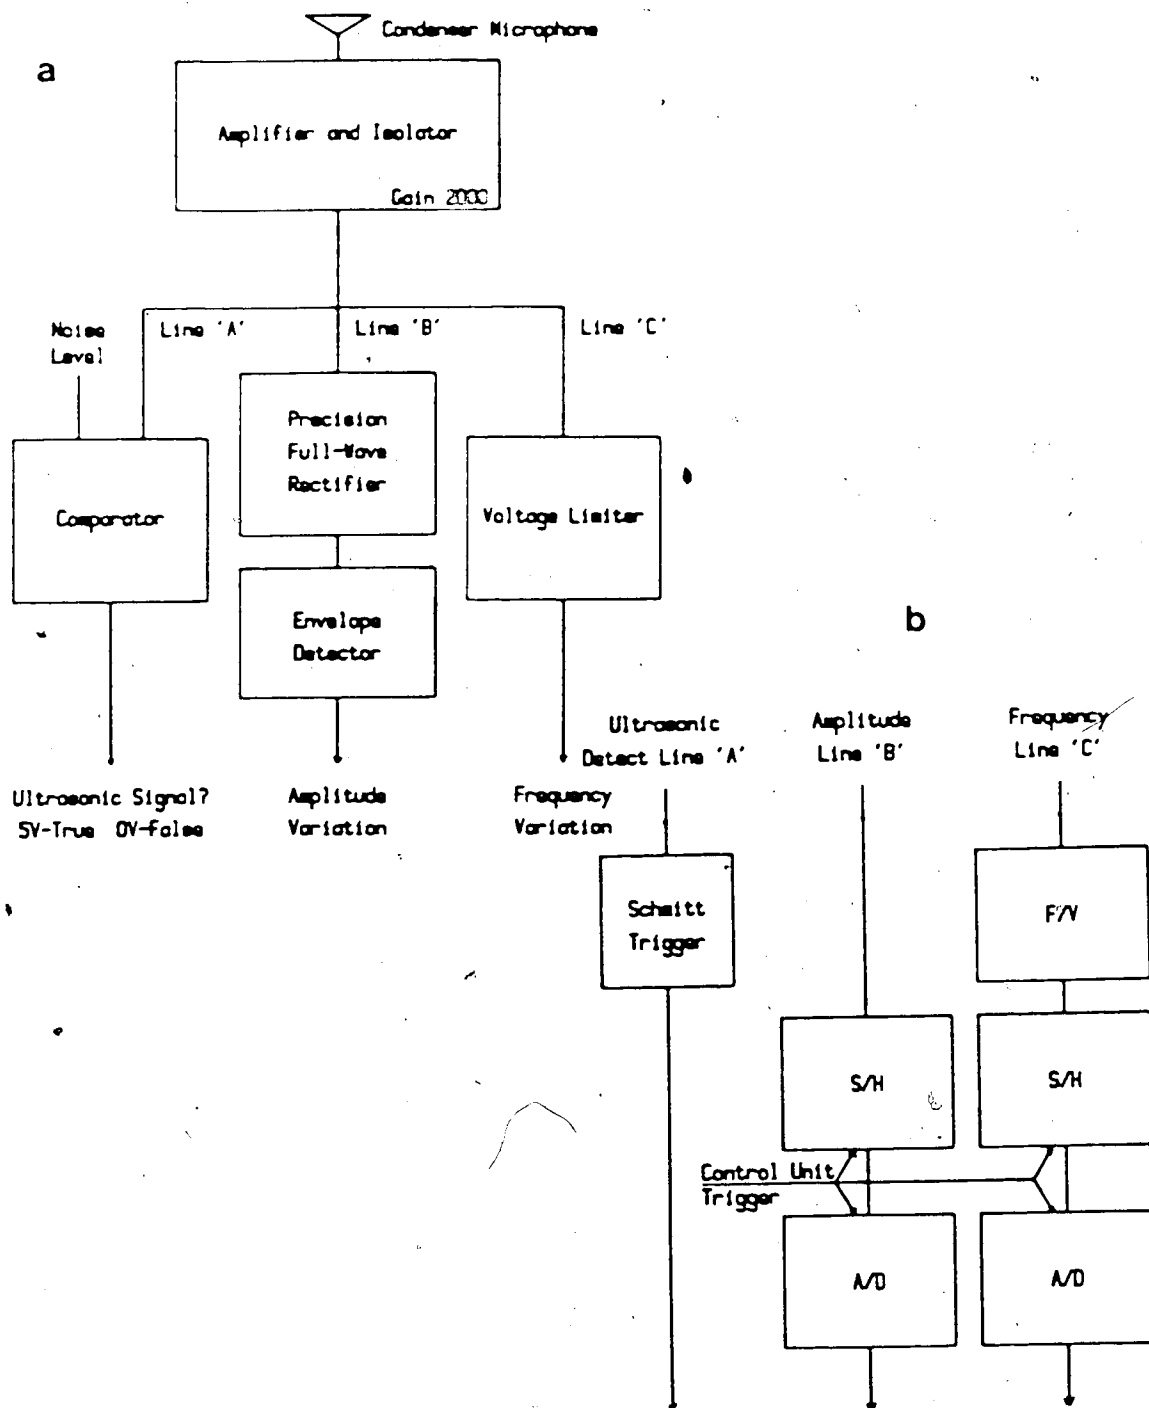 Condenser Microphone
a
Amplifier and Isolator
Gain 2000
Noise
Level
Line 'A'
Line 'B'
Line 'C'
Comparator
Precision
Full-Wave
Rectifier
Voltage Limiter
Envelope
Detector
Ultrasonic Signal?
5V-True 0V-False
Amplitude
Variation
Frequency
Variation
b
Ultrasonic
Detect Line 'A'
Amplitude
Line 'B'
Frequency
Line 'C'
Schmitt
Trigger
F/V
S/H
S/H
Control Unit
Trigger
A/D
A/D